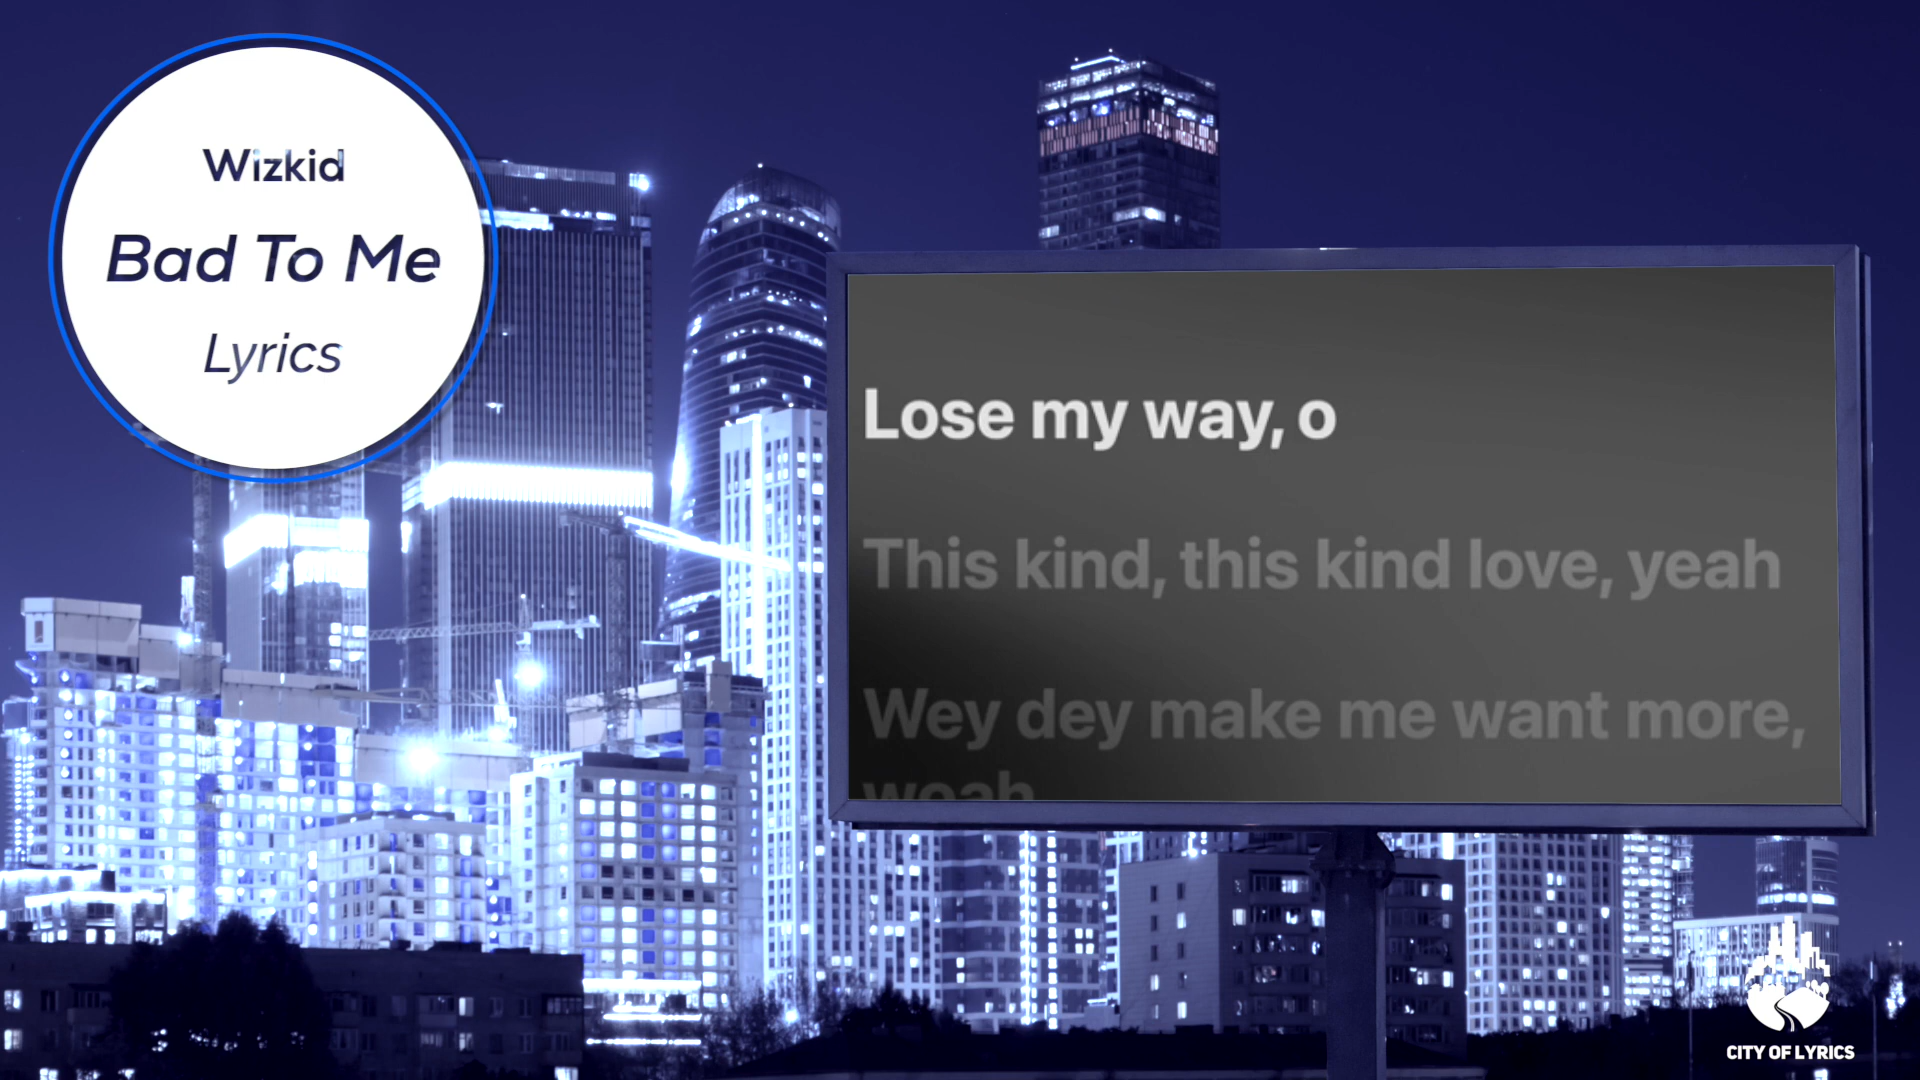 Wizkid
Bad To Me
Lyrics
Lose my way, o
This kind, this kind love, yeah
Wey dey make me want more,
woah
CITY OF LYRICS